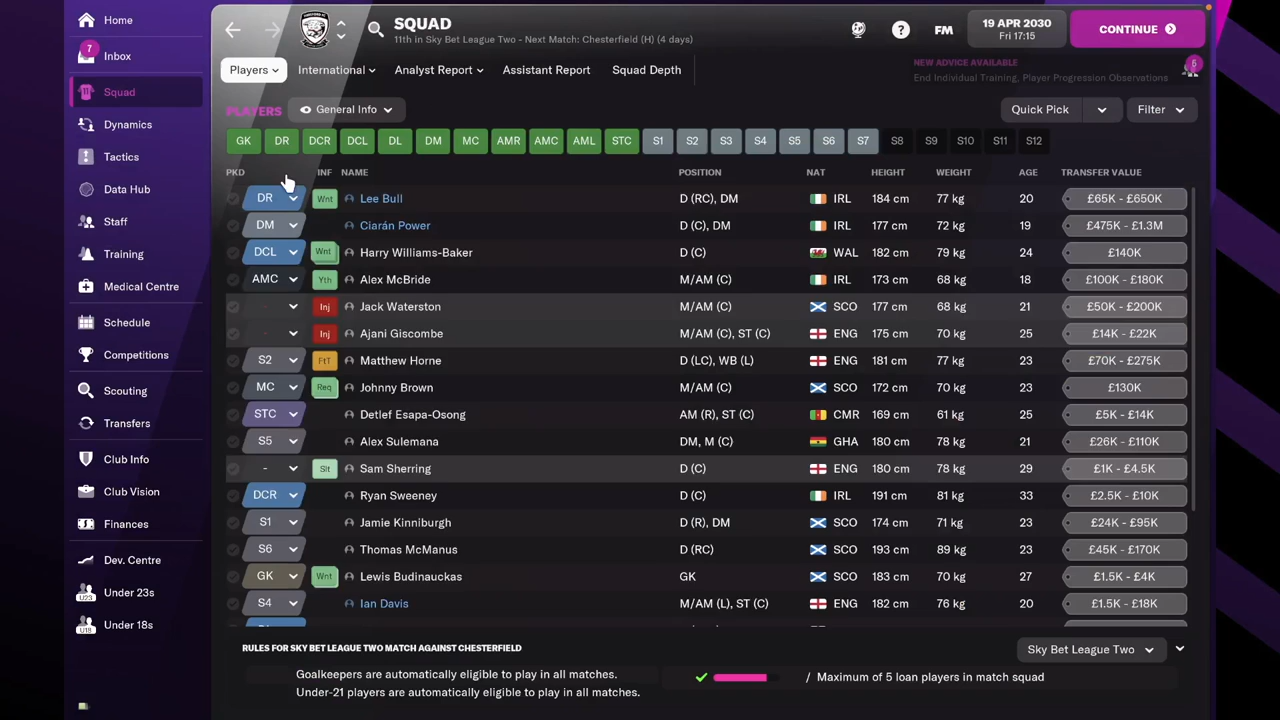 Home
7
Inbox
Squad
Dynamics
Tactics
Data Hub
Staff
Training
Medical Centre
Schedule
Competitions
Scouting
Transfers
Club Info
Club Vision
Finances
Dev. Centre
U23 Under 23s
U18 Under 18s
SQUAD
11th in Sky Bet League Two - Next Match: Chesterfield (H) (4 days)
?
FM
19 APR 2030
Fri 17:15
CONTINUE
Players
International
Analyst Report
Assistant Report
Squad Depth
NEW ADVICE AVAILABLE
End Individual Training, Player Progression Observations
5
PLAYERS
General Info
Quick Pick
Filter
GK DR DCR DCL DL DM MC AMR AMC AML STC S1 S2 S3 S4 S5 S6 S7 S8 S9 S10 S11 S12
PKD INF NAME POSITION NAT HEIGHT WEIGHT AGE TRANSFER VALUE
DR Wnt Lee Bull D (RC), DM IRL 184 cm 77 kg 20 £65K - £650K
DM Ciarán Power D (C), DM IRL 177 cm 72 kg 19 £475K - £1.3M
DCL Wnt Harry Williams-Baker D (C) WAL 182 cm 79 kg 24 £140K
AMC Yth Alex McBride M/AM (C) IRL 173 cm 68 kg 18 £100K - £180K
- Inj Jack Waterston M/AM (C) SCO 177 cm 68 kg 21 £50K - £200K
- Inj Ajani Giscombe M/AM (C), ST (C) ENG 175 cm 70 kg 25 £14K - £22K
S2 FtT Matthew Horne D (LC), WB (L) ENG 181 cm 77 kg 23 £70K - £275K
MC Req Johnny Brown M/AM (C) SCO 172 cm 70 kg 23 £130K
STC Detlef Esapa-Osong AM (R), ST (C) CMR 169 cm 61 kg 25 £5K - £14K
S5 Alex Sulemana DM, M (C) GHA 180 cm 78 kg 21 £26K - £110K
- Slt Sam Sherring D (C) ENG 180 cm 78 kg 29 £1K - £4.5K
DCR Ryan Sweeney D (C) IRL 191 cm 81 kg 33 £2.5K - £10K
S1 Jamie Kinniburgh D (R), DM SCO 174 cm 71 kg 23 £24K - £95K
S6 Thomas McManus D (RC) SCO 193 cm 89 kg 23 £45K - £170K
GK Wnt Lewis Budinauckas GK SCO 183 cm 70 kg 27 £1.5K - £4K
S4 Ian Davis M/AM (L), ST (C) ENG 182 cm 76 kg 20 £1.5K - £18K
RULES FOR SKY BET LEAGUE TWO MATCH AGAINST CHESTERFIELD
Sky Bet League Two
Goalkeepers are automatically eligible to play in all matches.
Under-21 players are automatically eligible to play in all matches.
/ Maximum of 5 loan players in match squad